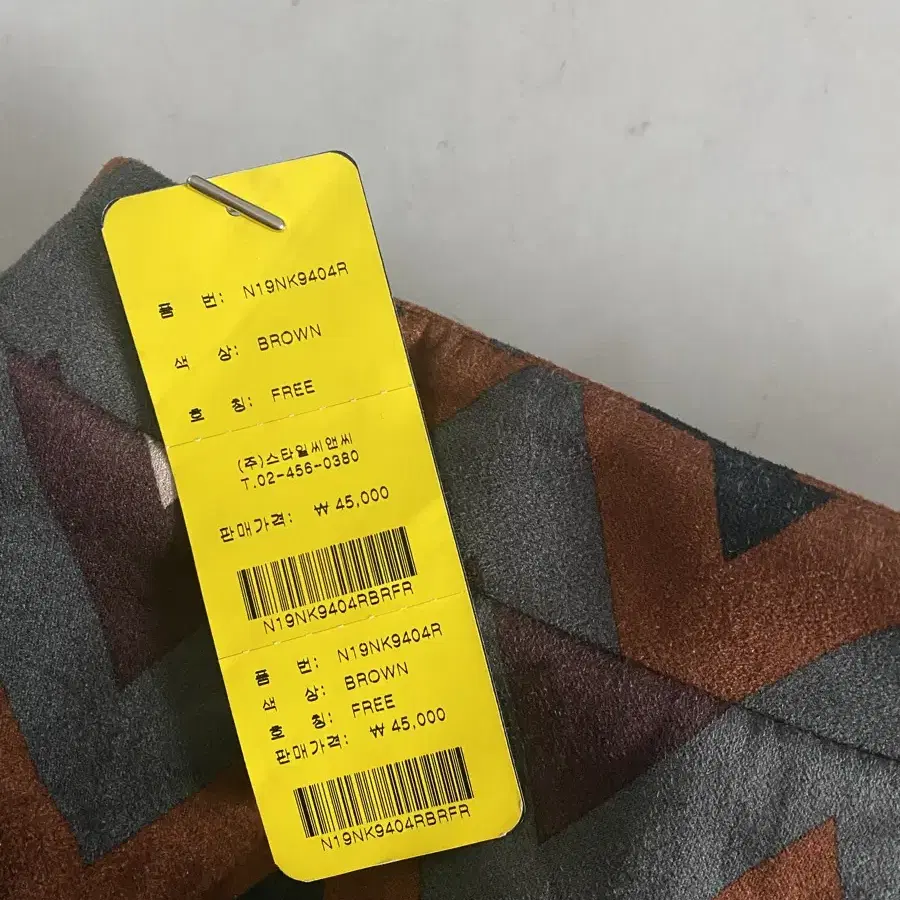 품 번: N19NK9404R
색 상: BROWN
호 칭: FREE
(주)스타일씨앤씨
T.02-456-0380
판매가격: ₩ 45,000
N19NK9404RBRFR
품 번: N19NK9404R
색 상: BROWN
호 칭: FREE
판매가격: ₩ 45,000
N19NK9404RBRFR